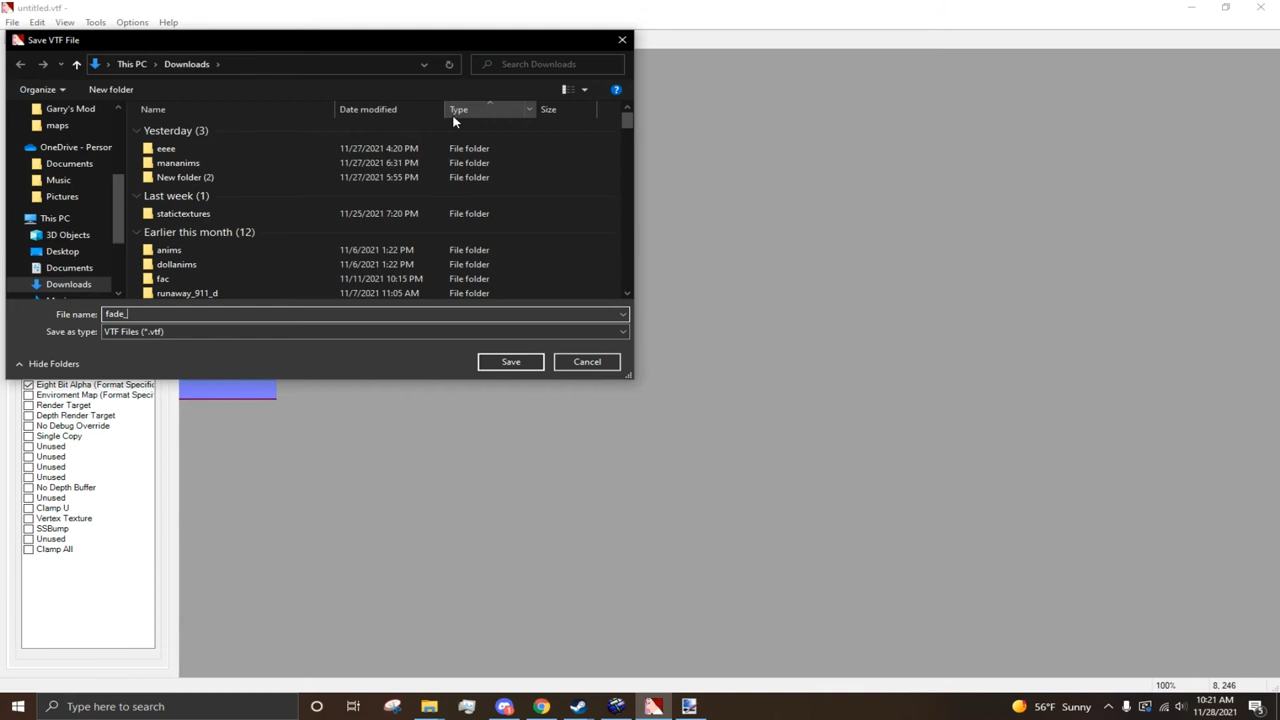 untitled.vtf -
File Edit View Tools Options Help
Save VTF File
This PC > Downloads >
Search Downloads
Organize New folder
Garry's Mod
maps
OneDrive - Person
Documents
Music
Pictures
This PC
3D Objects
Desktop
Documents
Downloads
Name Date modified Type Size
Yesterday (3)
eeee 11/27/2021 4:20 PM File folder
mananims 11/27/2021 6:31 PM File folder
New folder (2) 11/27/2021 5:55 PM File folder
Last week (1)
statictextures 11/25/2021 7:20 PM File folder
Earlier this month (12)
anims 11/6/2021 1:22 PM File folder
dollanims 11/6/2021 1:22 PM File folder
fac 11/11/2021 10:15 PM File folder
runaway_911_d 11/7/2021 11:05 AM File folder
File name: fade_
Save as type: VTF Files (*.vtf)
Hide Folders
Save Cancel
Eight Bit Alpha (Format Specific
Enviroment Map (Format Speci
Render Target
Depth Render Target
No Debug Override
Single Copy
Unused
Unused
Unused
Unused
No Depth Buffer
Unused
Clamp U
Vertex Texture
SSBump
Unused
Clamp All
100% 8, 246
Type here to search
56°F Sunny
10:21 AM
11/28/2021
5